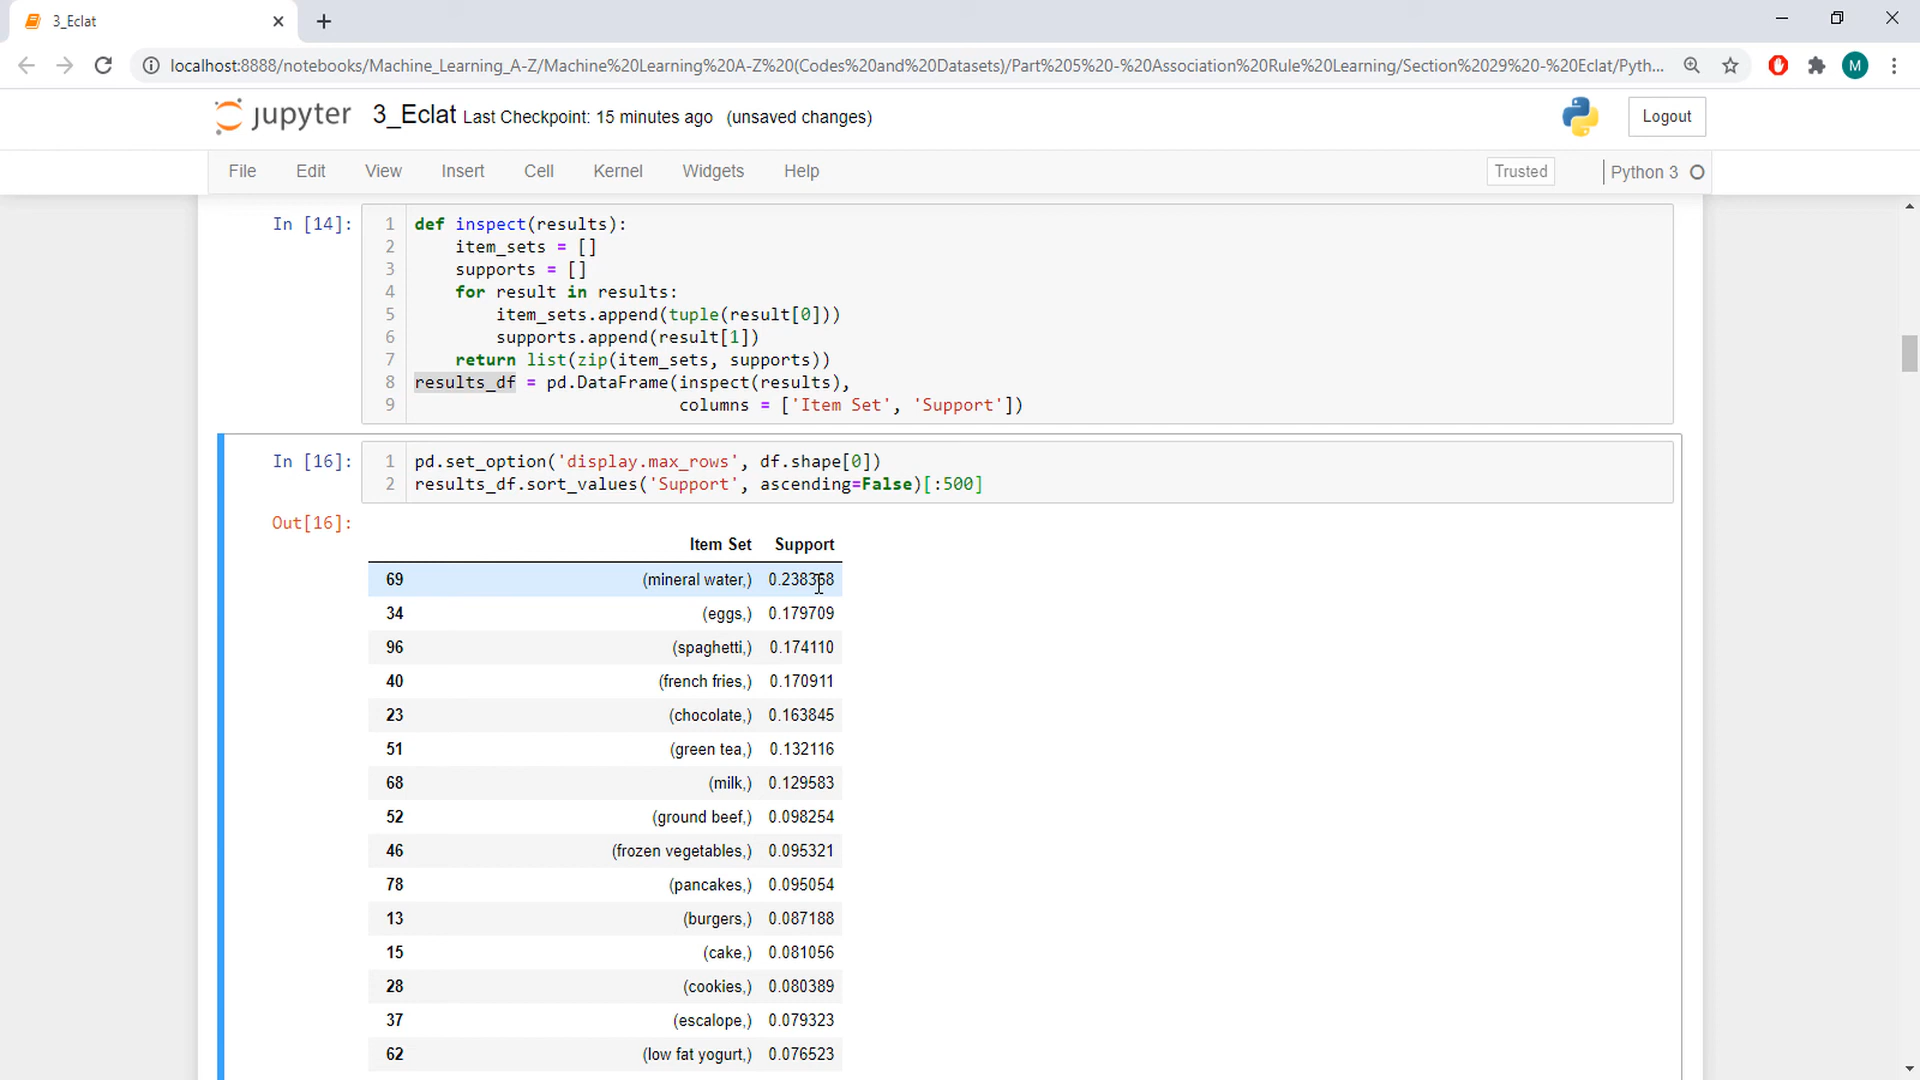 3_Eclat
localhost:8888/notebooks/Machine_Learning_A-Z/Machine%20Learning%20A-Z%20(Codes%20and%20Datasets)/Part%205%20-%20Association%20Rule%20Learning/Section%2029%20-%20Eclat/Pyth...
M
jupyter 3_Eclat Last Checkpoint: 15 minutes ago (unsaved changes)
Logout
File Edit View Insert Cell Kernel Widgets Help
Trusted
Python 3
In [14]:
1 def inspect(results):
2     item_sets = []
3     supports = []
4     for result in results:
5         item_sets.append(tuple(result[0]))
6         supports.append(result[1])
7     return list(zip(item_sets, supports))
8 results_df = pd.DataFrame(inspect(results),
9                           columns = ['Item Set', 'Support'])
In [16]:
1 pd.set_option('display.max_rows', df.shape[0])
2 results_df.sort_values('Support', ascending=False)[:500]
Out[16]:
Item Set Support
69 (mineral water,) 0.238368
34 (eggs,) 0.179709
96 (spaghetti,) 0.174110
40 (french fries,) 0.170911
23 (chocolate,) 0.163845
51 (green tea,) 0.132116
68 (milk,) 0.129583
52 (ground beef,) 0.098254
46 (frozen vegetables,) 0.095321
78 (pancakes,) 0.095054
13 (burgers,) 0.087188
15 (cake,) 0.081056
28 (cookies,) 0.080389
37 (escalope,) 0.079323
62 (low fat yogurt,) 0.076523